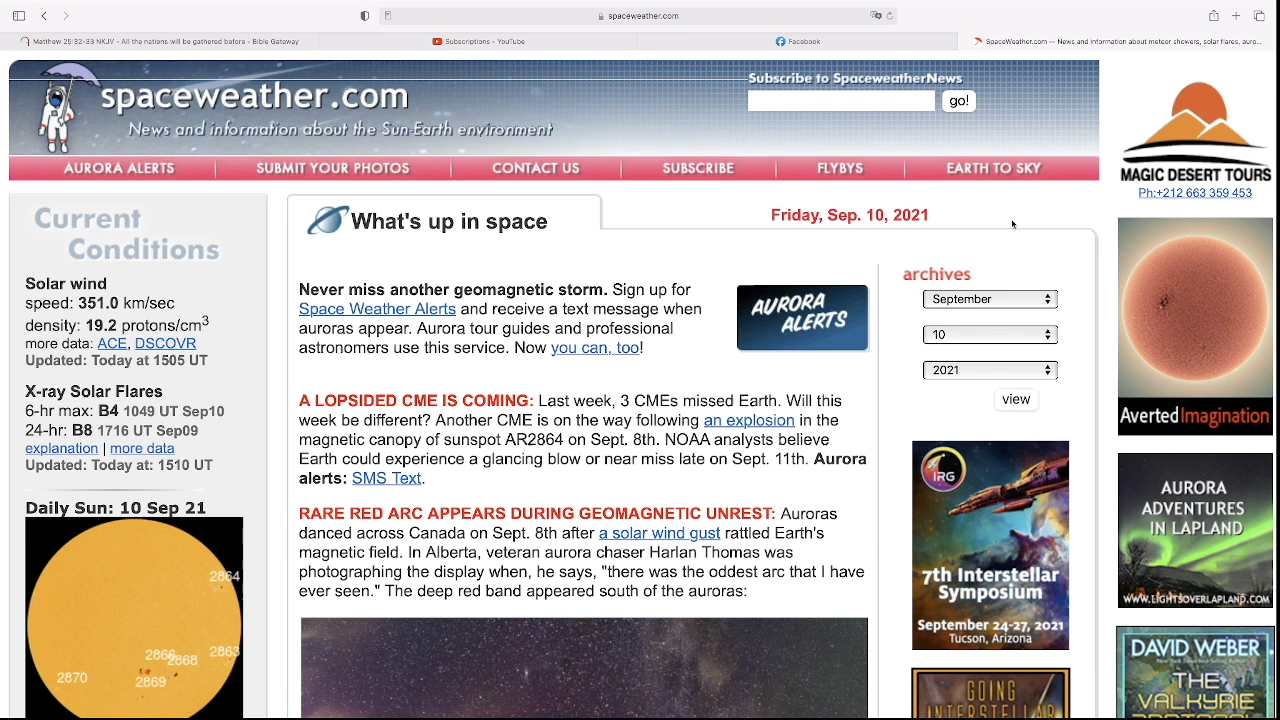 spaceweather.com
Matthew 25:32-33 NKJV - All the nations will be gathered before - Bible Gateway
Subscriptions - YouTube
Facebook
SpaceWeather.com -- News and information about meteor showers, solar flares, auro...
spaceweather.com
News and information about the Sun-Earth environment
Subscribe to SpaceweatherNews
go!
AURORA ALERTS
SUBMIT YOUR PHOTOS
CONTACT US
SUBSCRIBE
FLYBYS
EARTH TO SKY
Current
Conditions
Solar wind
speed: 351.0 km/sec
density: 19.2 protons/cm3
more data: ACE, DSCOVR
Updated: Today at 1505 UT
X-ray Solar Flares
6-hr max: B4 1049 UT Sep10
24-hr: B8 1716 UT Sep09
explanation | more data
Updated: Today at: 1510 UT
Daily Sun: 10 Sep 21
2864
2866
2868
2863
2870
2869
What's up in space
Friday, Sep. 10, 2021
Never miss another geomagnetic storm. Sign up for
Space Weather Alerts and receive a text message when
auroras appear. Aurora tour guides and professional
astronomers use this service. Now you can, too!
AURORA
ALERTS
A LOPSIDED CME IS COMING: Last week, 3 CMEs missed Earth. Will this
week be different? Another CME is on the way following an explosion in the
magnetic canopy of sunspot AR2864 on Sept. 8th. NOAA analysts believe
Earth could experience a glancing blow or near miss late on Sept. 11th. Aurora
alerts: SMS Text.
RARE RED ARC APPEARS DURING GEOMAGNETIC UNREST: Auroras
danced across Canada on Sept. 8th after a solar wind gust rattled Earth's
magnetic field. In Alberta, veteran aurora chaser Harlan Thomas was
photographing the display when, he says, "there was the oddest arc that I have
ever seen." The deep red band appeared south of the auroras:
archives
September
10
2021
view
IRG
7th Interstellar
Symposium
September 24-27, 2021
Tucson, Arizona
GOING
INTERSTELLAR
MAGIC DESERT TOURS
Ph:+212 663 359 453
AvertedImagination
AURORA
ADVENTURES
IN LAPLAND
WWW.LIGHTSOVERLAPLAND.COM
DAVID WEBER
THE
VALKYRIE